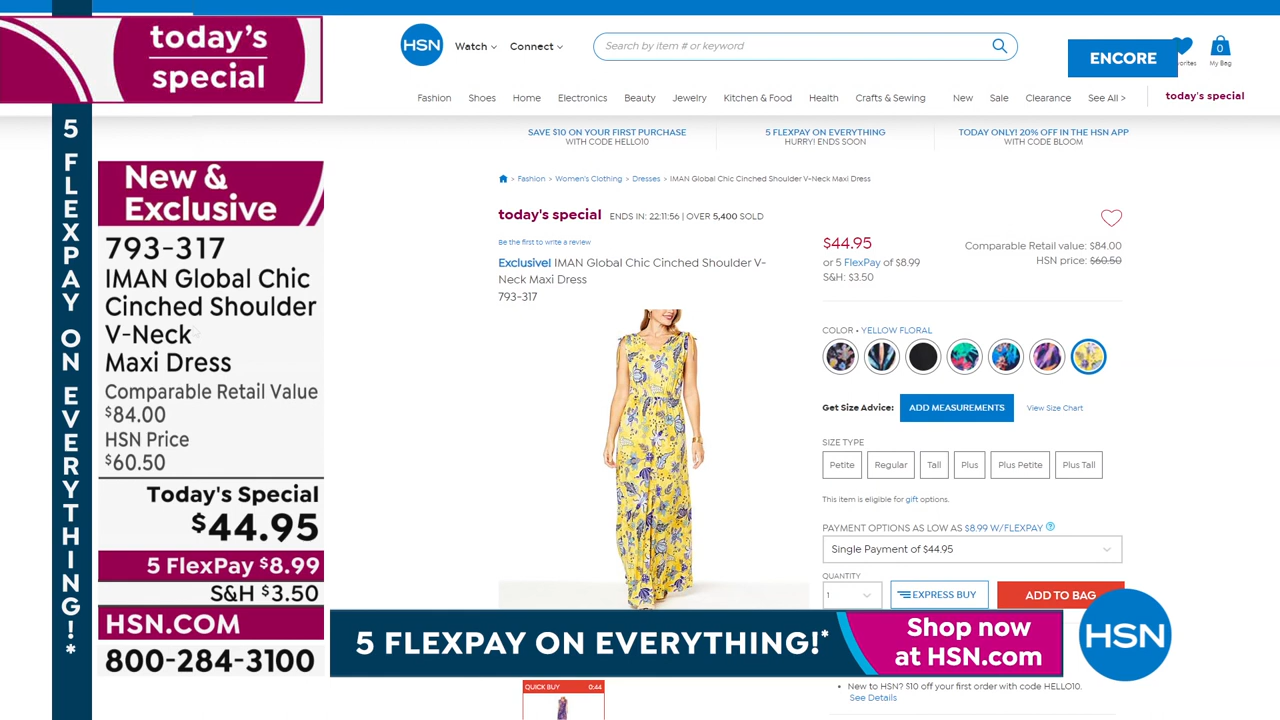 today's
special
5 FLEXPAY ON EVERYTHING!*
New &
Exclusive
793-317
IMAN Global Chic
Cinched Shoulder
V-Neck
Maxi Dress
Comparable Retail Value
$84.00
HSN Price
$60.50
Today's Special
$44.95
5 FlexPay $8.99
S&H $3.50
HSN.COM
800-284-3100
HSN
Watch
Connect
Search by item # or keyword
ENCORE
0
My Bag
Fashion Shoes Home Electronics Beauty Jewelry Kitchen & Food Health Crafts & Sewing New Sale Clearance See All > today's special
SAVE $10 ON YOUR FIRST PURCHASE
WITH CODE HELLO10
5 FLEXPAY ON EVERYTHING
HURRY! ENDS SOON
TODAY ONLY! 20% OFF IN THE HSN APP
WITH CODE BLOOM
> Fashion > Women's Clothing > Dresses > IMAN Global Chic Cinched Shoulder V-Neck Maxi Dress
today's special ENDS IN: 22:11:56 | OVER 5,400 SOLD
Be the first to write a review
Exclusive! IMAN Global Chic Cinched Shoulder V-
Neck Maxi Dress
793-317
$44.95
or 5 FlexPay of $8.99
S&H: $3.50
Comparable Retail value: $84.00
HSN price: $60.50
COLOR • YELLOW FLORAL
Get Size Advice: ADD MEASUREMENTS View Size Chart
SIZE TYPE
Petite Regular Tall Plus Plus Petite Plus Tall
This item is eligible for gift options.
PAYMENT OPTIONS AS LOW AS $8.99 W/FLEXPAY ?
Single Payment of $44.95
QUANTITY
1
EXPRESS BUY
ADD TO BAG
5 FLEXPAY ON EVERYTHING!*
Shop now
at HSN.com
HSN
QUICK BUY 0:44
• New to HSN? $10 off your first order with code HELLO10.
See Details